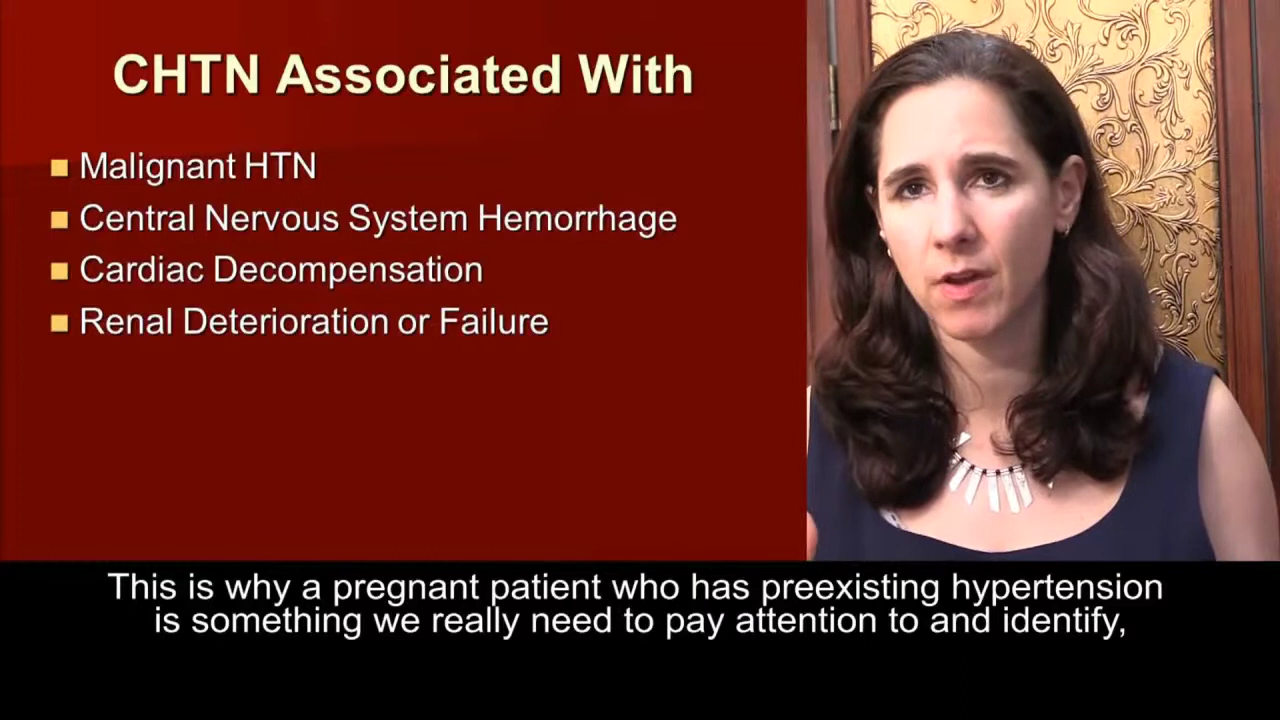 CHTN Associated With
Malignant HTN
Central Nervous System Hemorrhage
Cardiac Decompensation
Renal Deterioration or Failure
This is why a pregnant patient who has preexisting hypertension
is something we really need to pay attention to and identify,